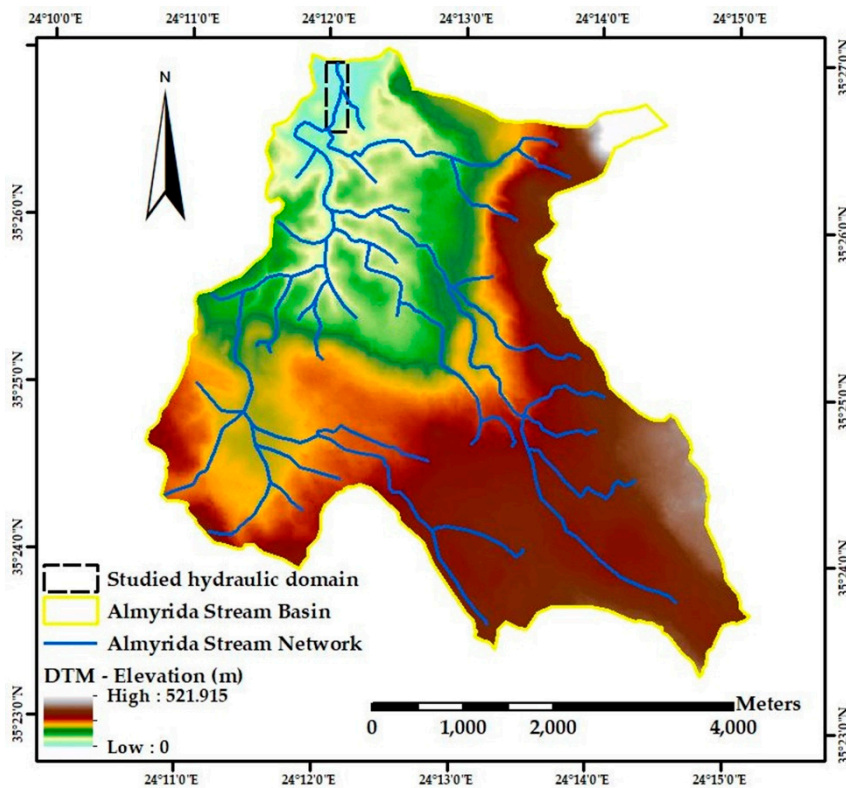 24°10'0"E 24°11'0"E 24°12'0"E 24°13'0"E 24°14'0"E 24°15'0"E
N
35°27'0"N
35°26'0"N
35°26'0"N
35°25'0"N
35°25'0"N
35°24'0"N
35°24'0"N
35°23'0"N
35°23'0"N
Studied hydraulic domain
Almyrida Stream Basin
Almyrida Stream Network
DTM - Elevation (m)
High : 521.915
Low : 0
Meters
0 1,000 2,000 4,000
24°11'0"E 24°12'0"E 24°13'0"E 24°14'0"E 24°15'0"E